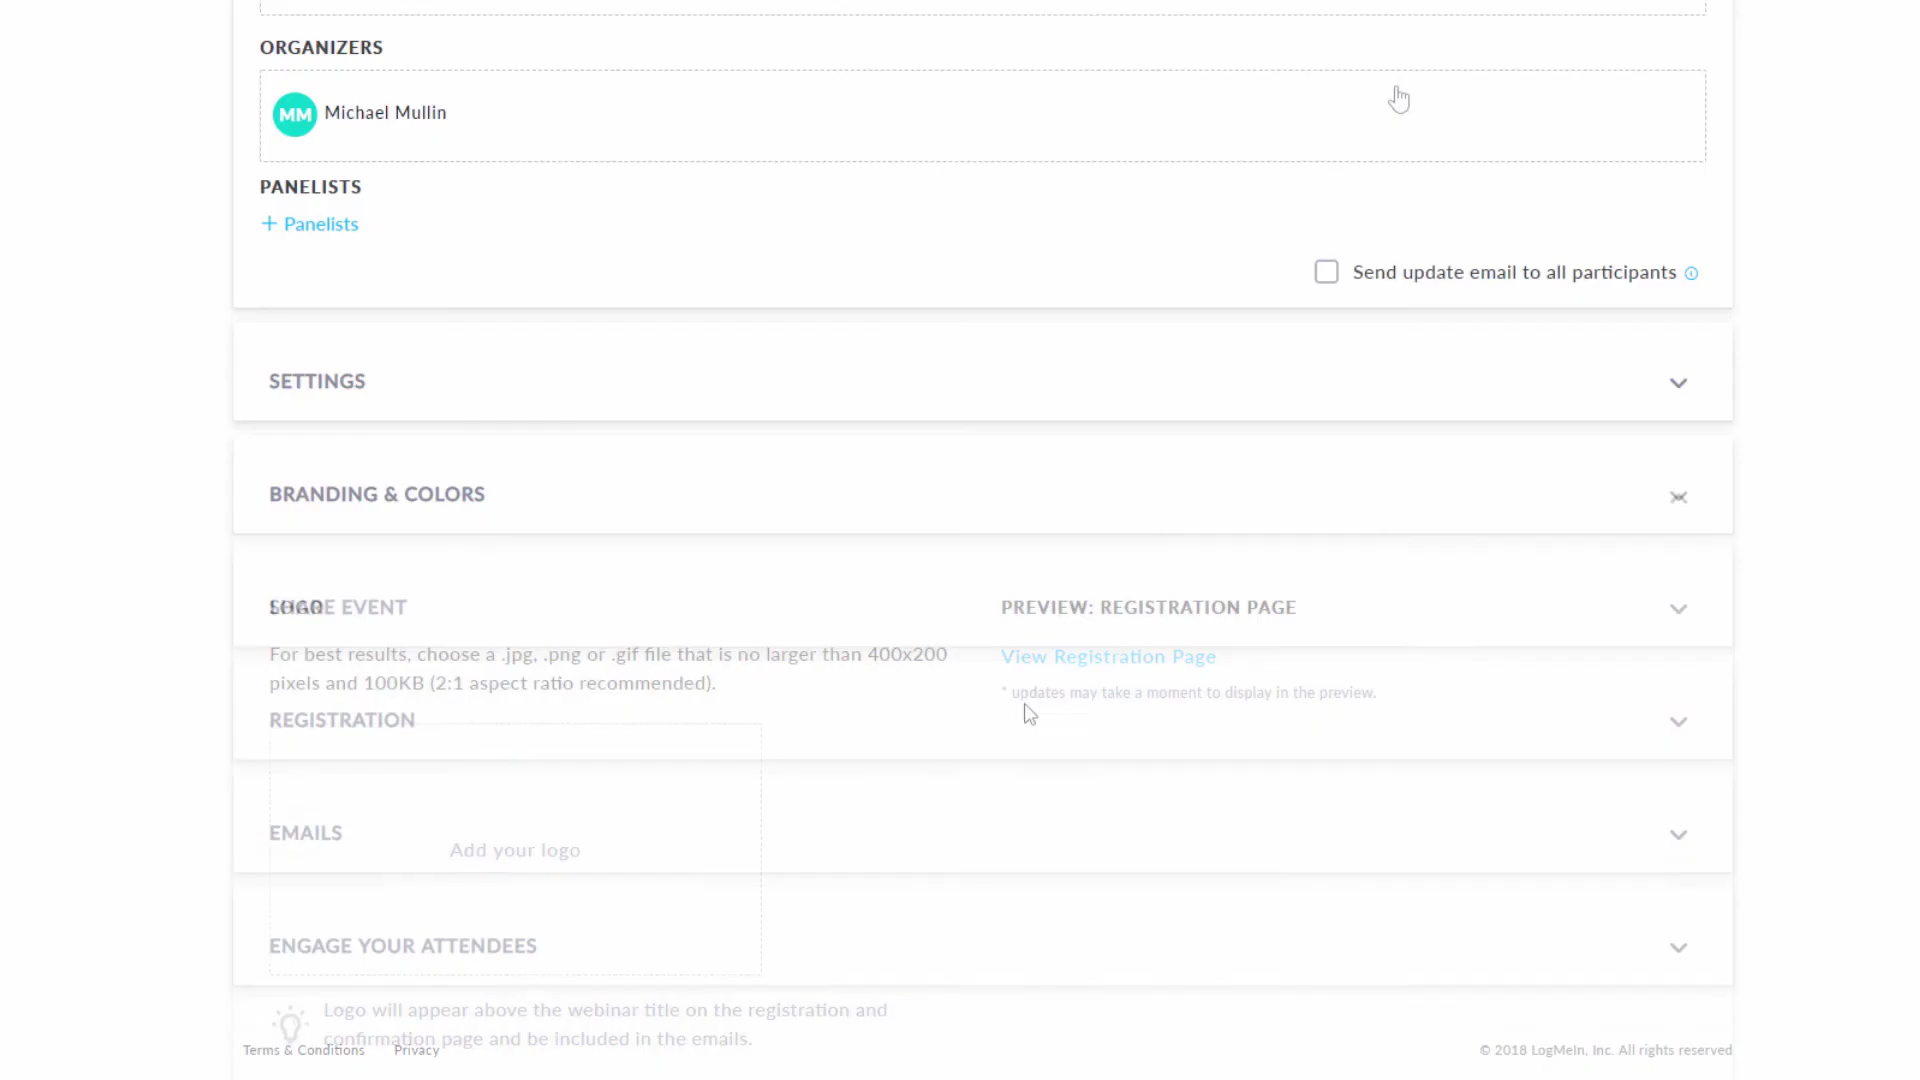 ORGANIZERS
MM Michael Mullin
PANELISTS
+ Panelists
Send update email to all participants
SETTINGS
BRANDING & COLORS
SHARE EVENT
LOGO
PREVIEW: REGISTRATION PAGE
For best results, choose a .jpg, .png or .gif file that is no larger than 400x200
pixels and 100KB (2:1 aspect ratio recommended).
View Registration Page
* updates may take a moment to display in the preview.
REGISTRATION
EMAILS
Add your logo
ENGAGE YOUR ATTENDEES
Logo will appear above the webinar title on the registration and
confirmation page and be included in the emails.
Terms & Conditions Privacy
© 2018 LogMeIn, Inc. All rights reserved